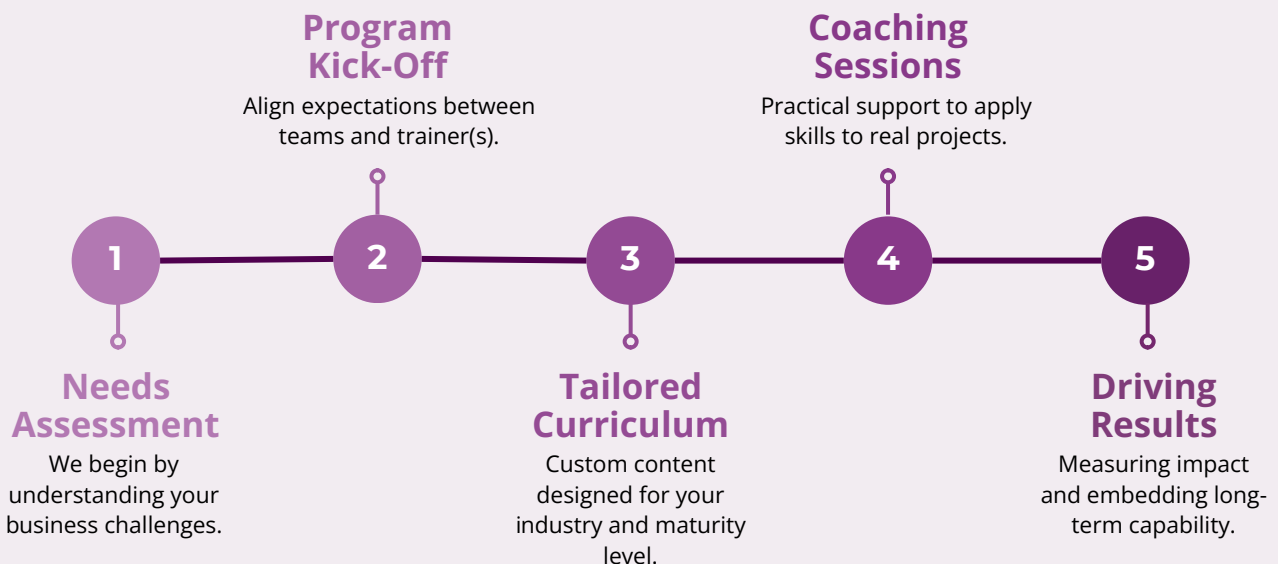 1
Needs
Assessment
We begin by
understanding your
business challenges.
2
Program
Kick-Off
Align expectations between
teams and trainer(s).
3
Tailored
Curriculum
Custom content
designed for your
industry and maturity
level.
4
Coaching
Sessions
Practical support to apply
skills to real projects.
5
Driving
Results
Measuring impact
and embedding long-
term capability.